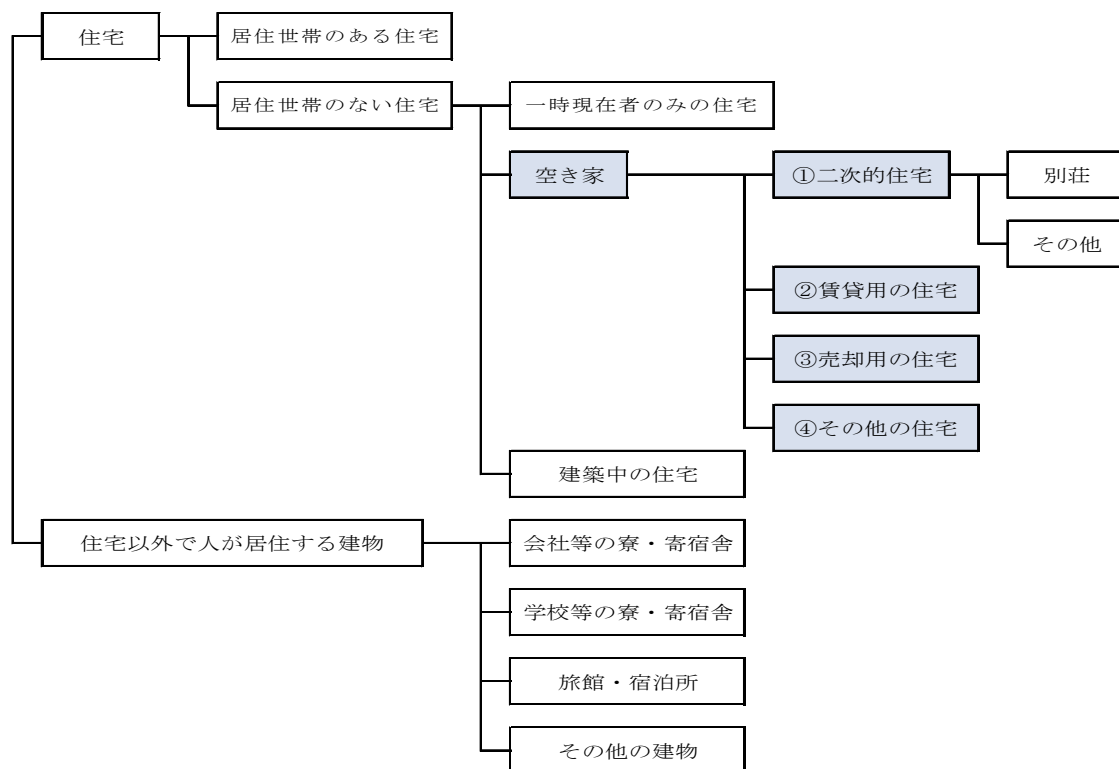 住宅
居住世帯のある住宅
居住世帯のない住宅
一時現在者のみの住宅
空き家
①二次的住宅
別荘
その他
②賃貸用の住宅
③売却用の住宅
④その他の住宅
建築中の住宅
住宅以外で人が居住する建物
会社等の寮・寄宿舎
学校等の寮・寄宿舎
旅館・宿泊所
その他の建物